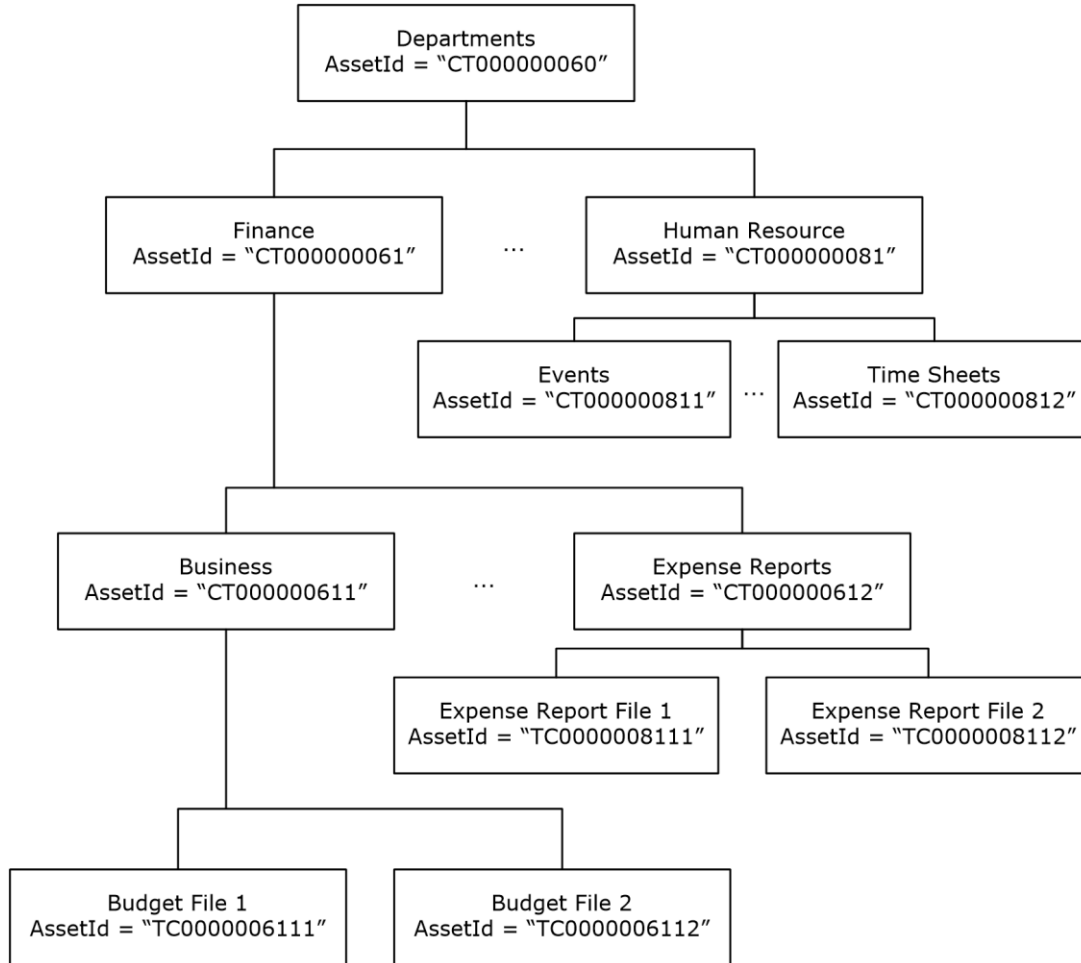 Departments
AssetId = “CT000000060”
Finance
AssetId = “CT000000061”
...
Human Resource
AssetId = “CT000000081”
Events
AssetId = “CT000000811”
...
Time Sheets
AssetId = “CT000000812”
Business
AssetId = “CT000000611”
...
Expense Reports
AssetId = “CT000000612”
Expense Report File 1
AssetId = “TC0000008111”
Expense Report File 2
AssetId = “TC0000008112”
Budget File 1
AssetId = “TC0000006111”
Budget File 2
AssetId = “TC0000006112”